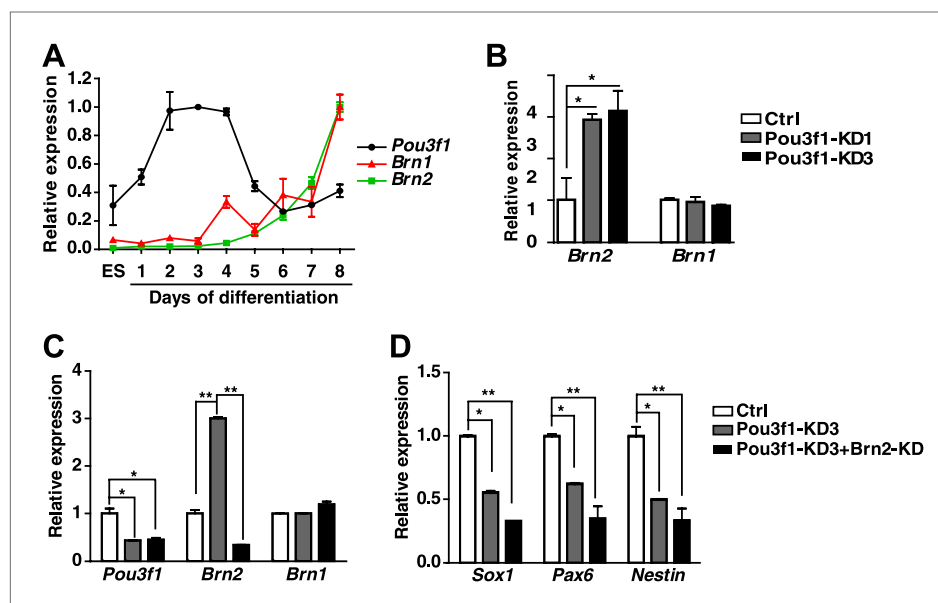 A
Relative expression
1.2
1.0
0.8
0.6
0.4
0.2
0.0
ES 1 2 3 4 5 6 7 8
Days of differentiation
Pou3f1
Brn1
Brn2
B
Relative expression
4
2
1
0
* 
*
Brn2 Brn1
Ctrl
Pou3f1-KD1
Pou3f1-KD3
C
Relative expression
4
3
2
1
0
*
*
** **
Pou3f1 Brn2 Brn1
D
Relative expression
1.5
1.0
0.5
0.0
** ** **
* * *
Sox1 Pax6 Nestin
Ctrl
Pou3f1-KD3
Pou3f1-KD3+Brn2-KD